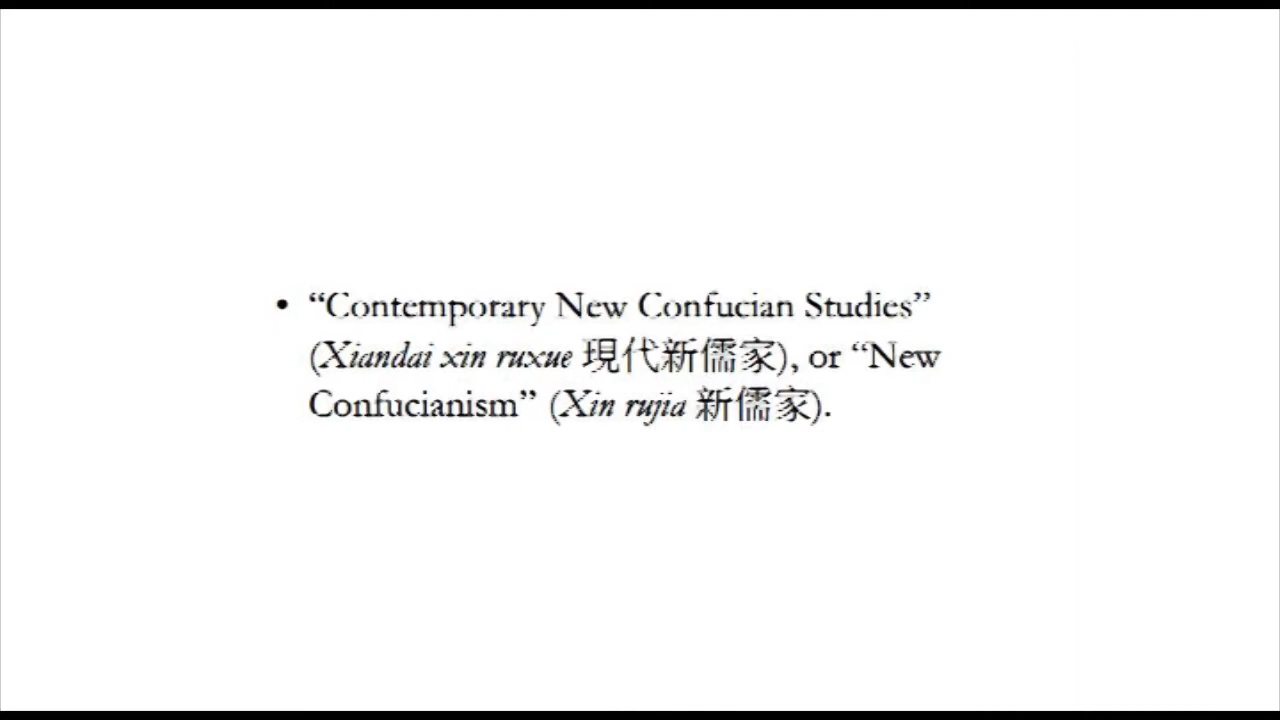 • “Contemporary New Confucian Studies”
(Xiandai xin ruxue 現代新儒家), or “New
Confucianism” (Xin rujia 新儒家).